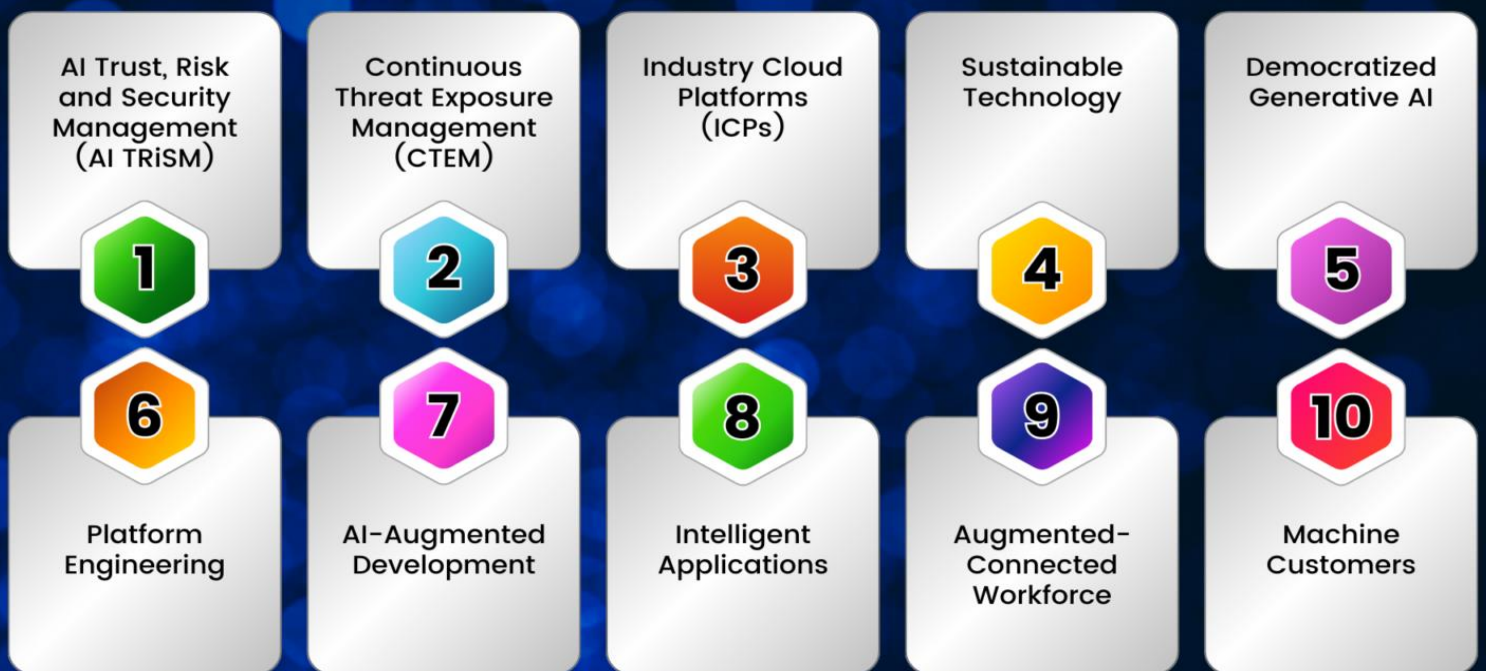 AI Trust, Risk
and Security
Management
(AI TRiSM)
1
Continuous
Threat Exposure
Management
(CTEM)
2
Industry Cloud
Platforms
(ICPs)
3
Sustainable
Technology
4
Democratized
Generative AI
5
6
Platform
Engineering
7
AI-Augmented
Development
8
Intelligent
Applications
9
Augmented-
Connected
Workforce
10
Machine
Customers